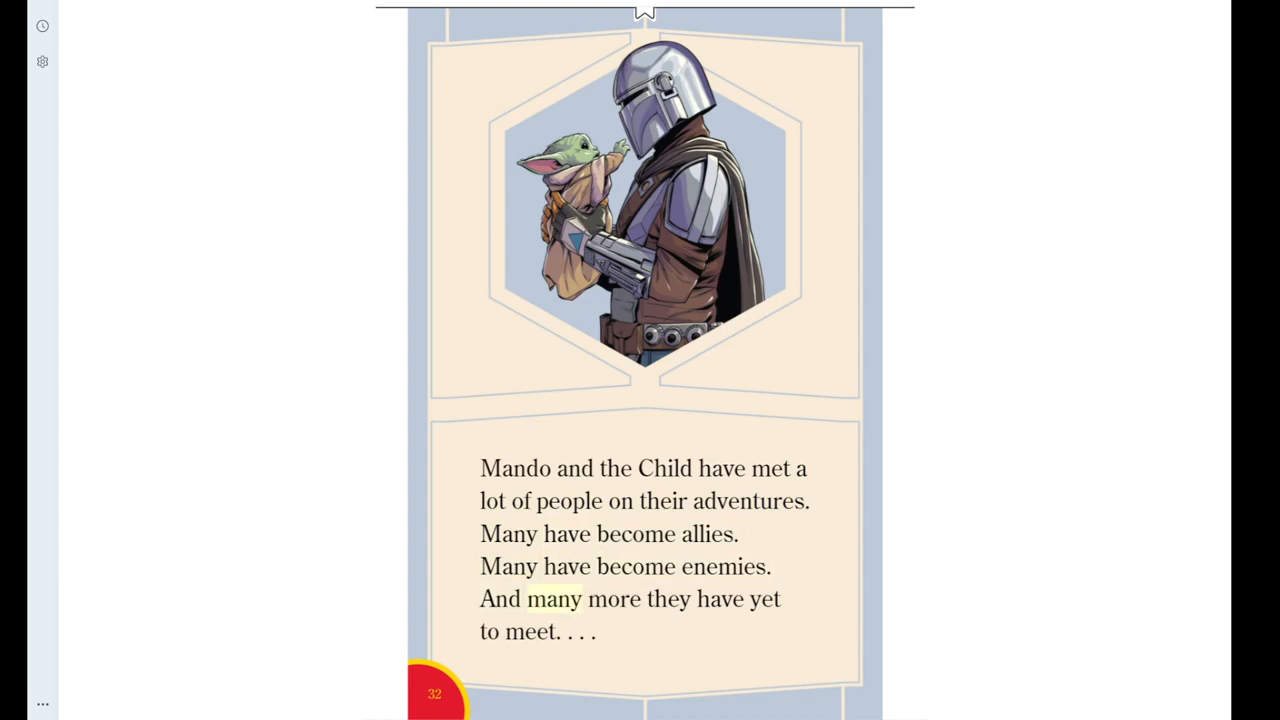 Mando and the Child have met a
lot of people on their adventures.
Many have become allies.
Many have become enemies.
And many more they have yet
to meet. . . .
32